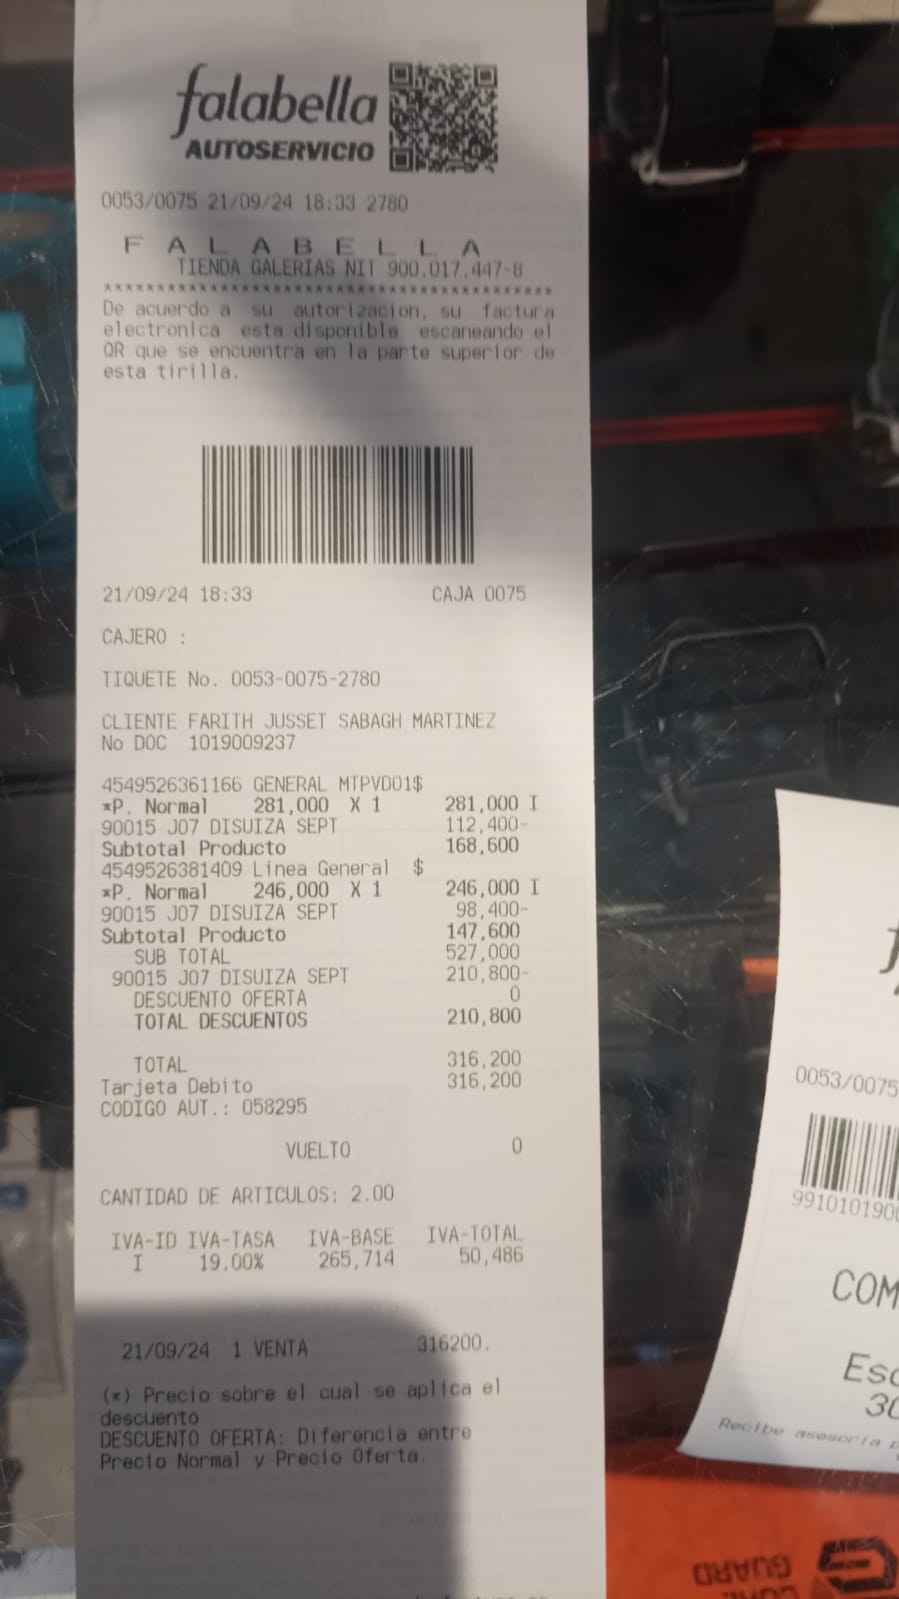 falabella
AUTOSERVICIO
0053/0075 21/09/24 18:33 2780
F A L A B E L L A
TIENDA GALERIAS NIT 900.017.447-8
******************************************
De acuerdo a su autorizacion, su factura
electronica esta disponible escaneando el
QR que se encuentra en la parte superior de
esta tirilla.
21/09/24 18:33 CAJA 0075
CAJERO :
TIQUETE No. 0053-0075-2780
CLIENTE FARITH JUSSET SABAGH MARTINEZ
No DOC 1019009237
4549526361166 GENERAL MTPVD01$
*P. Normal 281,000 X 1 281,000 I
90015 J07 DISUIZA SEPT 112,400-
Subtotal Producto 168,600
4549526381409 Linea General $
*P. Normal 246,000 X 1 246,000 I
90015 J07 DISUIZA SEPT 98,400-
Subtotal Producto 147,600
SUB TOTAL 527,000
90015 J07 DISUIZA SEPT 210,800-
DESCUENTO OFERTA 0
TOTAL DESCUENTOS 210,800
TOTAL 316,200
Tarjeta Debito 316,200
CODIGO AUT.: 058295
VUELTO 0
CANTIDAD DE ARTICULOS: 2.00
IVA-ID IVA-TASA IVA-BASE IVA-TOTAL
I 19,00% 265,714 50,486
21/09/24 1 VENTA 316200.
(*) Precio sobre el cual se aplica el
descuento
DESCUENTO OFERTA: Diferencia entre
Precio Normal y Precio Oferta.
0053/0075
991010190
COM
Esc
30
Recibe asesoria
GUARD